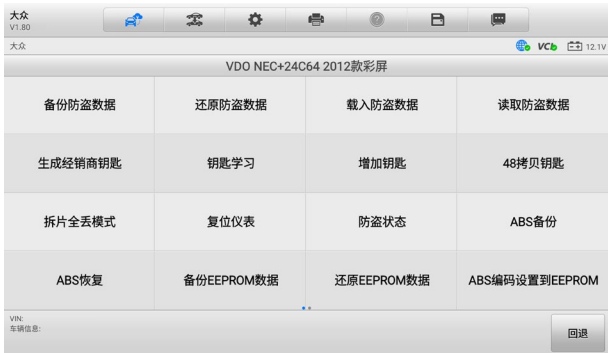 大众
V1.80
大众
VCI 12.1V
VDO NEC+24C64 2012款彩屏
备份防盗数据 还原防盗数据 载入防盗数据 读取防盗数据
生成经销商钥匙 钥匙学习 增加钥匙 48拷贝钥匙
拆片全丢模式 复位仪表 防盗状态 ABS备份
ABS恢复 备份EEPROM数据 还原EEPROM数据 ABS编码设置到EEPROM
VIN:
车辆信息:
回退